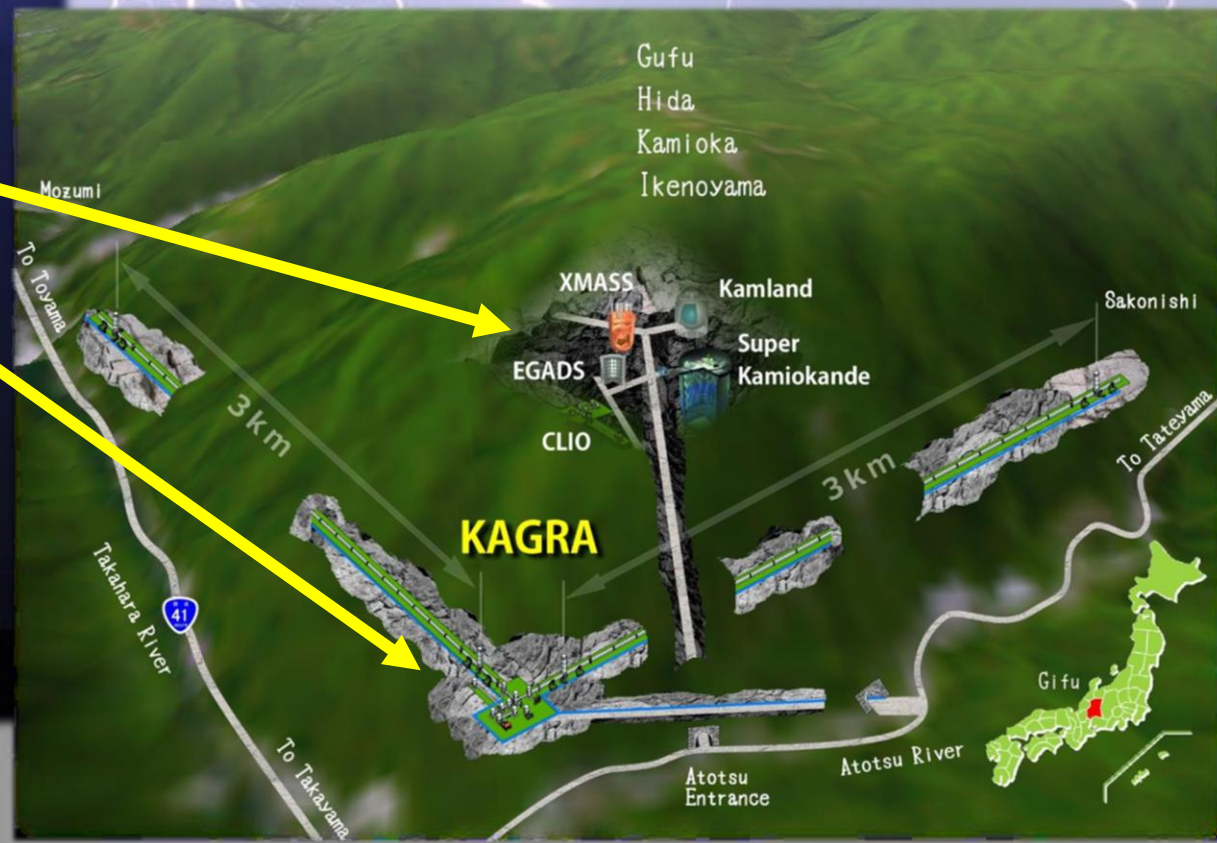 Gufu
Hida
Kamioka
Ikenoyama
Mozumi
To Toyama
XMASS
Kamland
Sakonishi
Super
Kamiokande
EGADS
CLIO
3km
3km
To Tateyama
KAGRA
Takahara River
41
Gifu
To Takayama
Atotsu
Entrance
Atotsu River